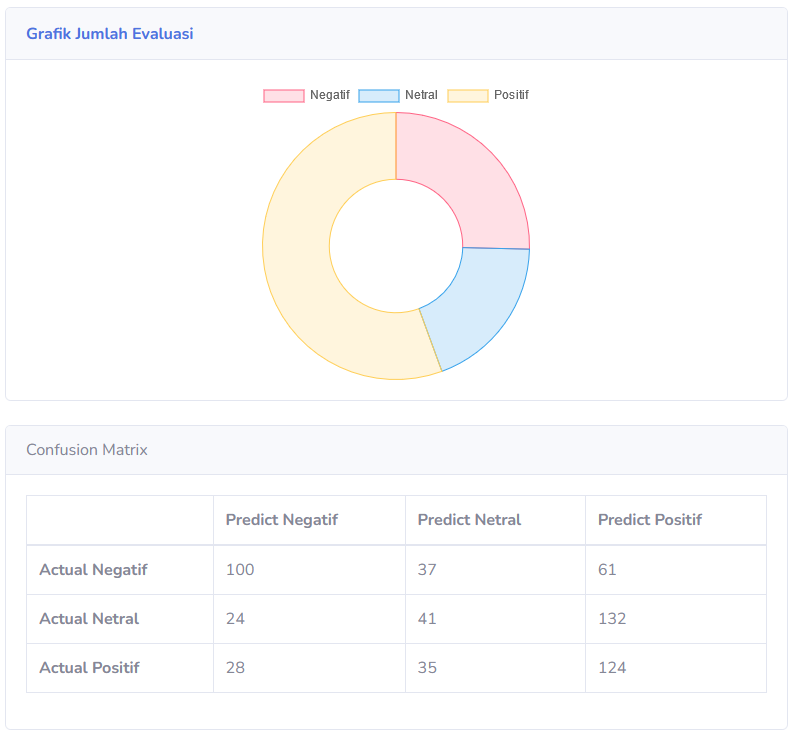 Grafik Jumlah Evaluasi
Negatif Netral Positif
Confusion Matrix
Predict Negatif Predict Netral Predict Positif
Actual Negatif 100 37 61
Actual Netral 24 41 132
Actual Positif 28 35 124